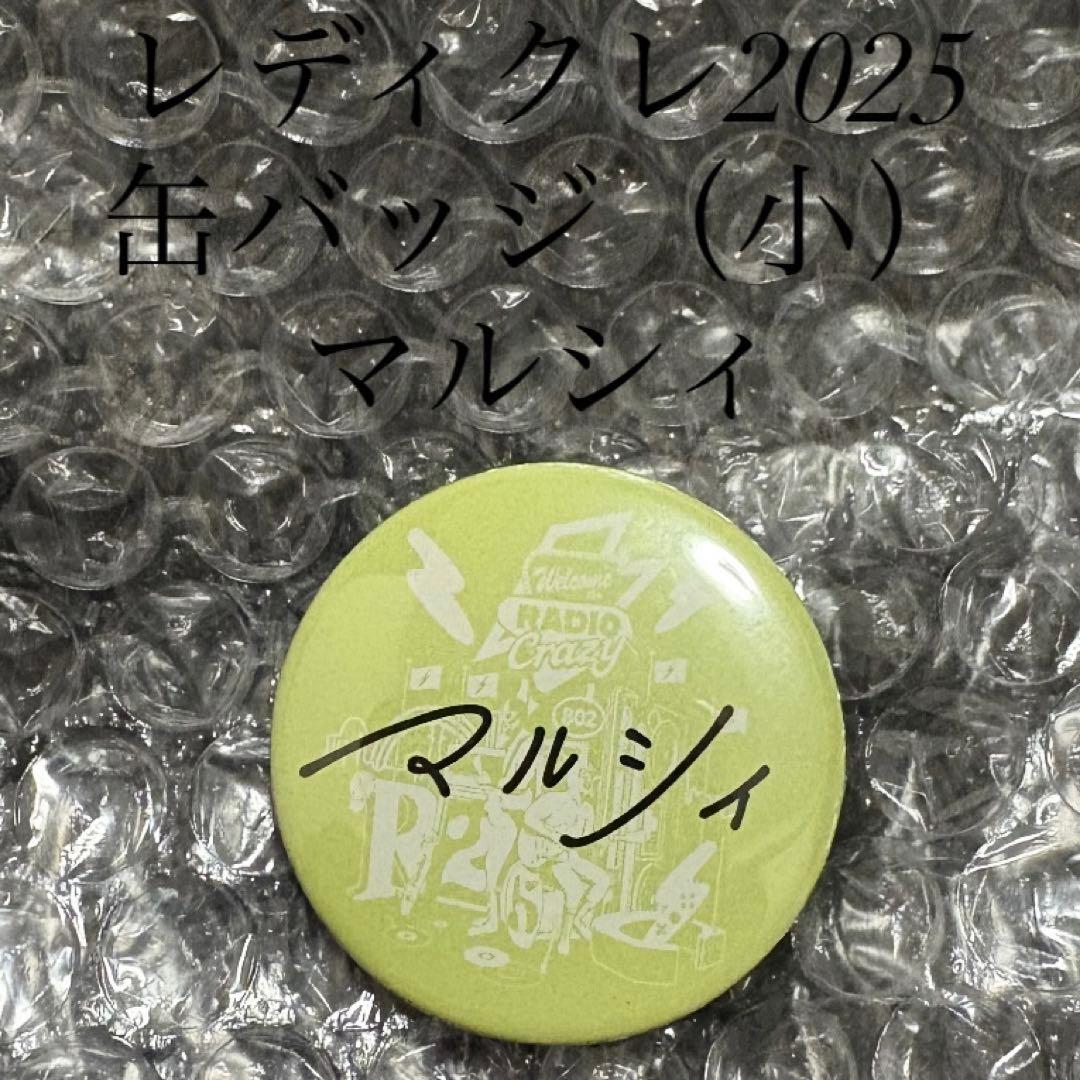 レディクレ2025
缶バッジ（小）
マルシィ
Welcome
RADIO
Crazy
802
マルシィ